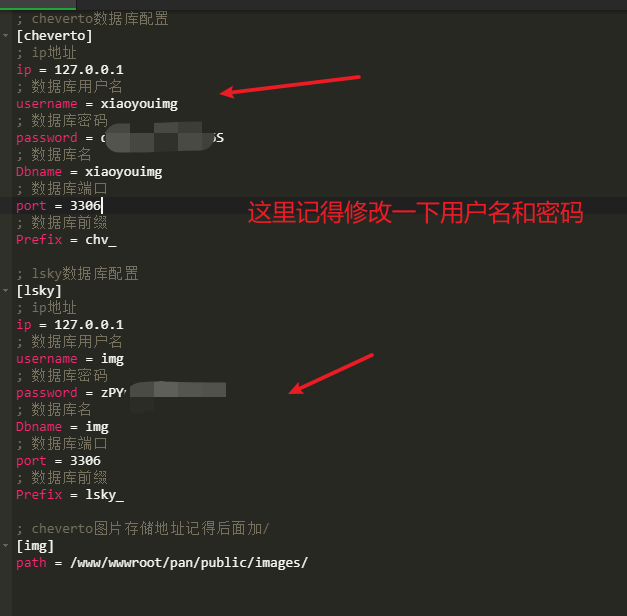 ; cheverto数据库配置
[cheverto]
; ip地址
ip = 127.0.0.1
; 数据库用户名
username = xiaoyouimg
; 数据库密码
password =
; 数据库名
Dbname = xiaoyouimg
; 数据库端口
port = 3306
这里记得修改一下用户名和密码
; 数据库前缀
Prefix = chv_
; lsky数据库配置
[lsky]
; ip地址
ip = 127.0.0.1
; 数据库用户名
username = img
; 数据库密码
password = zPY
; 数据库名
Dbname = img
; 数据库端口
port = 3306
; 数据库前缀
Prefix = lsky_
; cheverto图片存储地址记得后面加/
[img]
path = /www/wwwroot/pan/public/images/